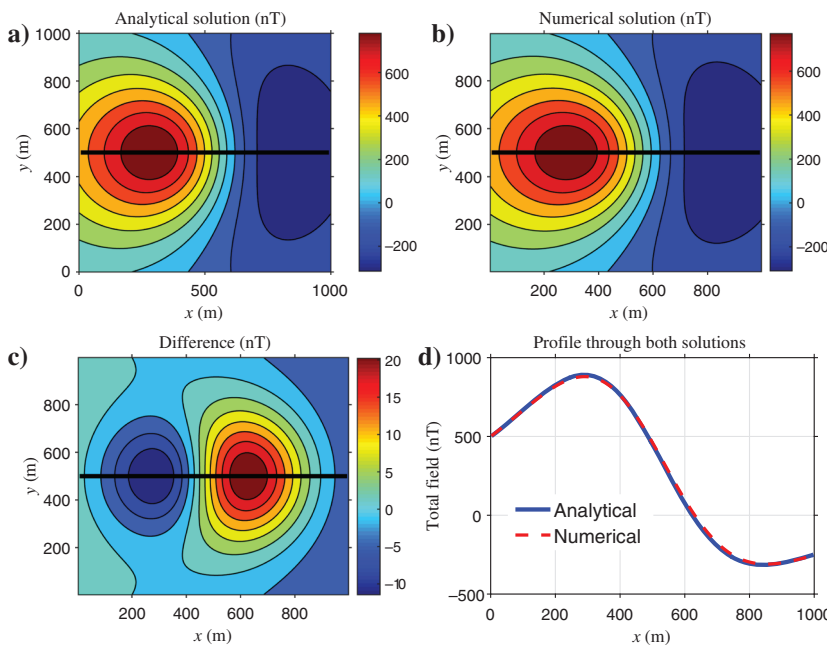 a)
Analytical solution (nT)
1000
800
600
400
200
0
y (m)
0
500
1000
x (m)
600
400
200
0
−200
b)
Numerical solution (nT)
800
600
400
200
y (m)
200
400
600
800
x (m)
600
400
200
0
−200
c)
Difference (nT)
800
600
400
200
y (m)
200
400
600
800
x (m)
20
15
10
5
0
−5
−10
d)
Profile through both solutions
1000
500
0
−500
Total field (nT)
Analytical
Numerical
0
200
400
600
800
1000
x (m)